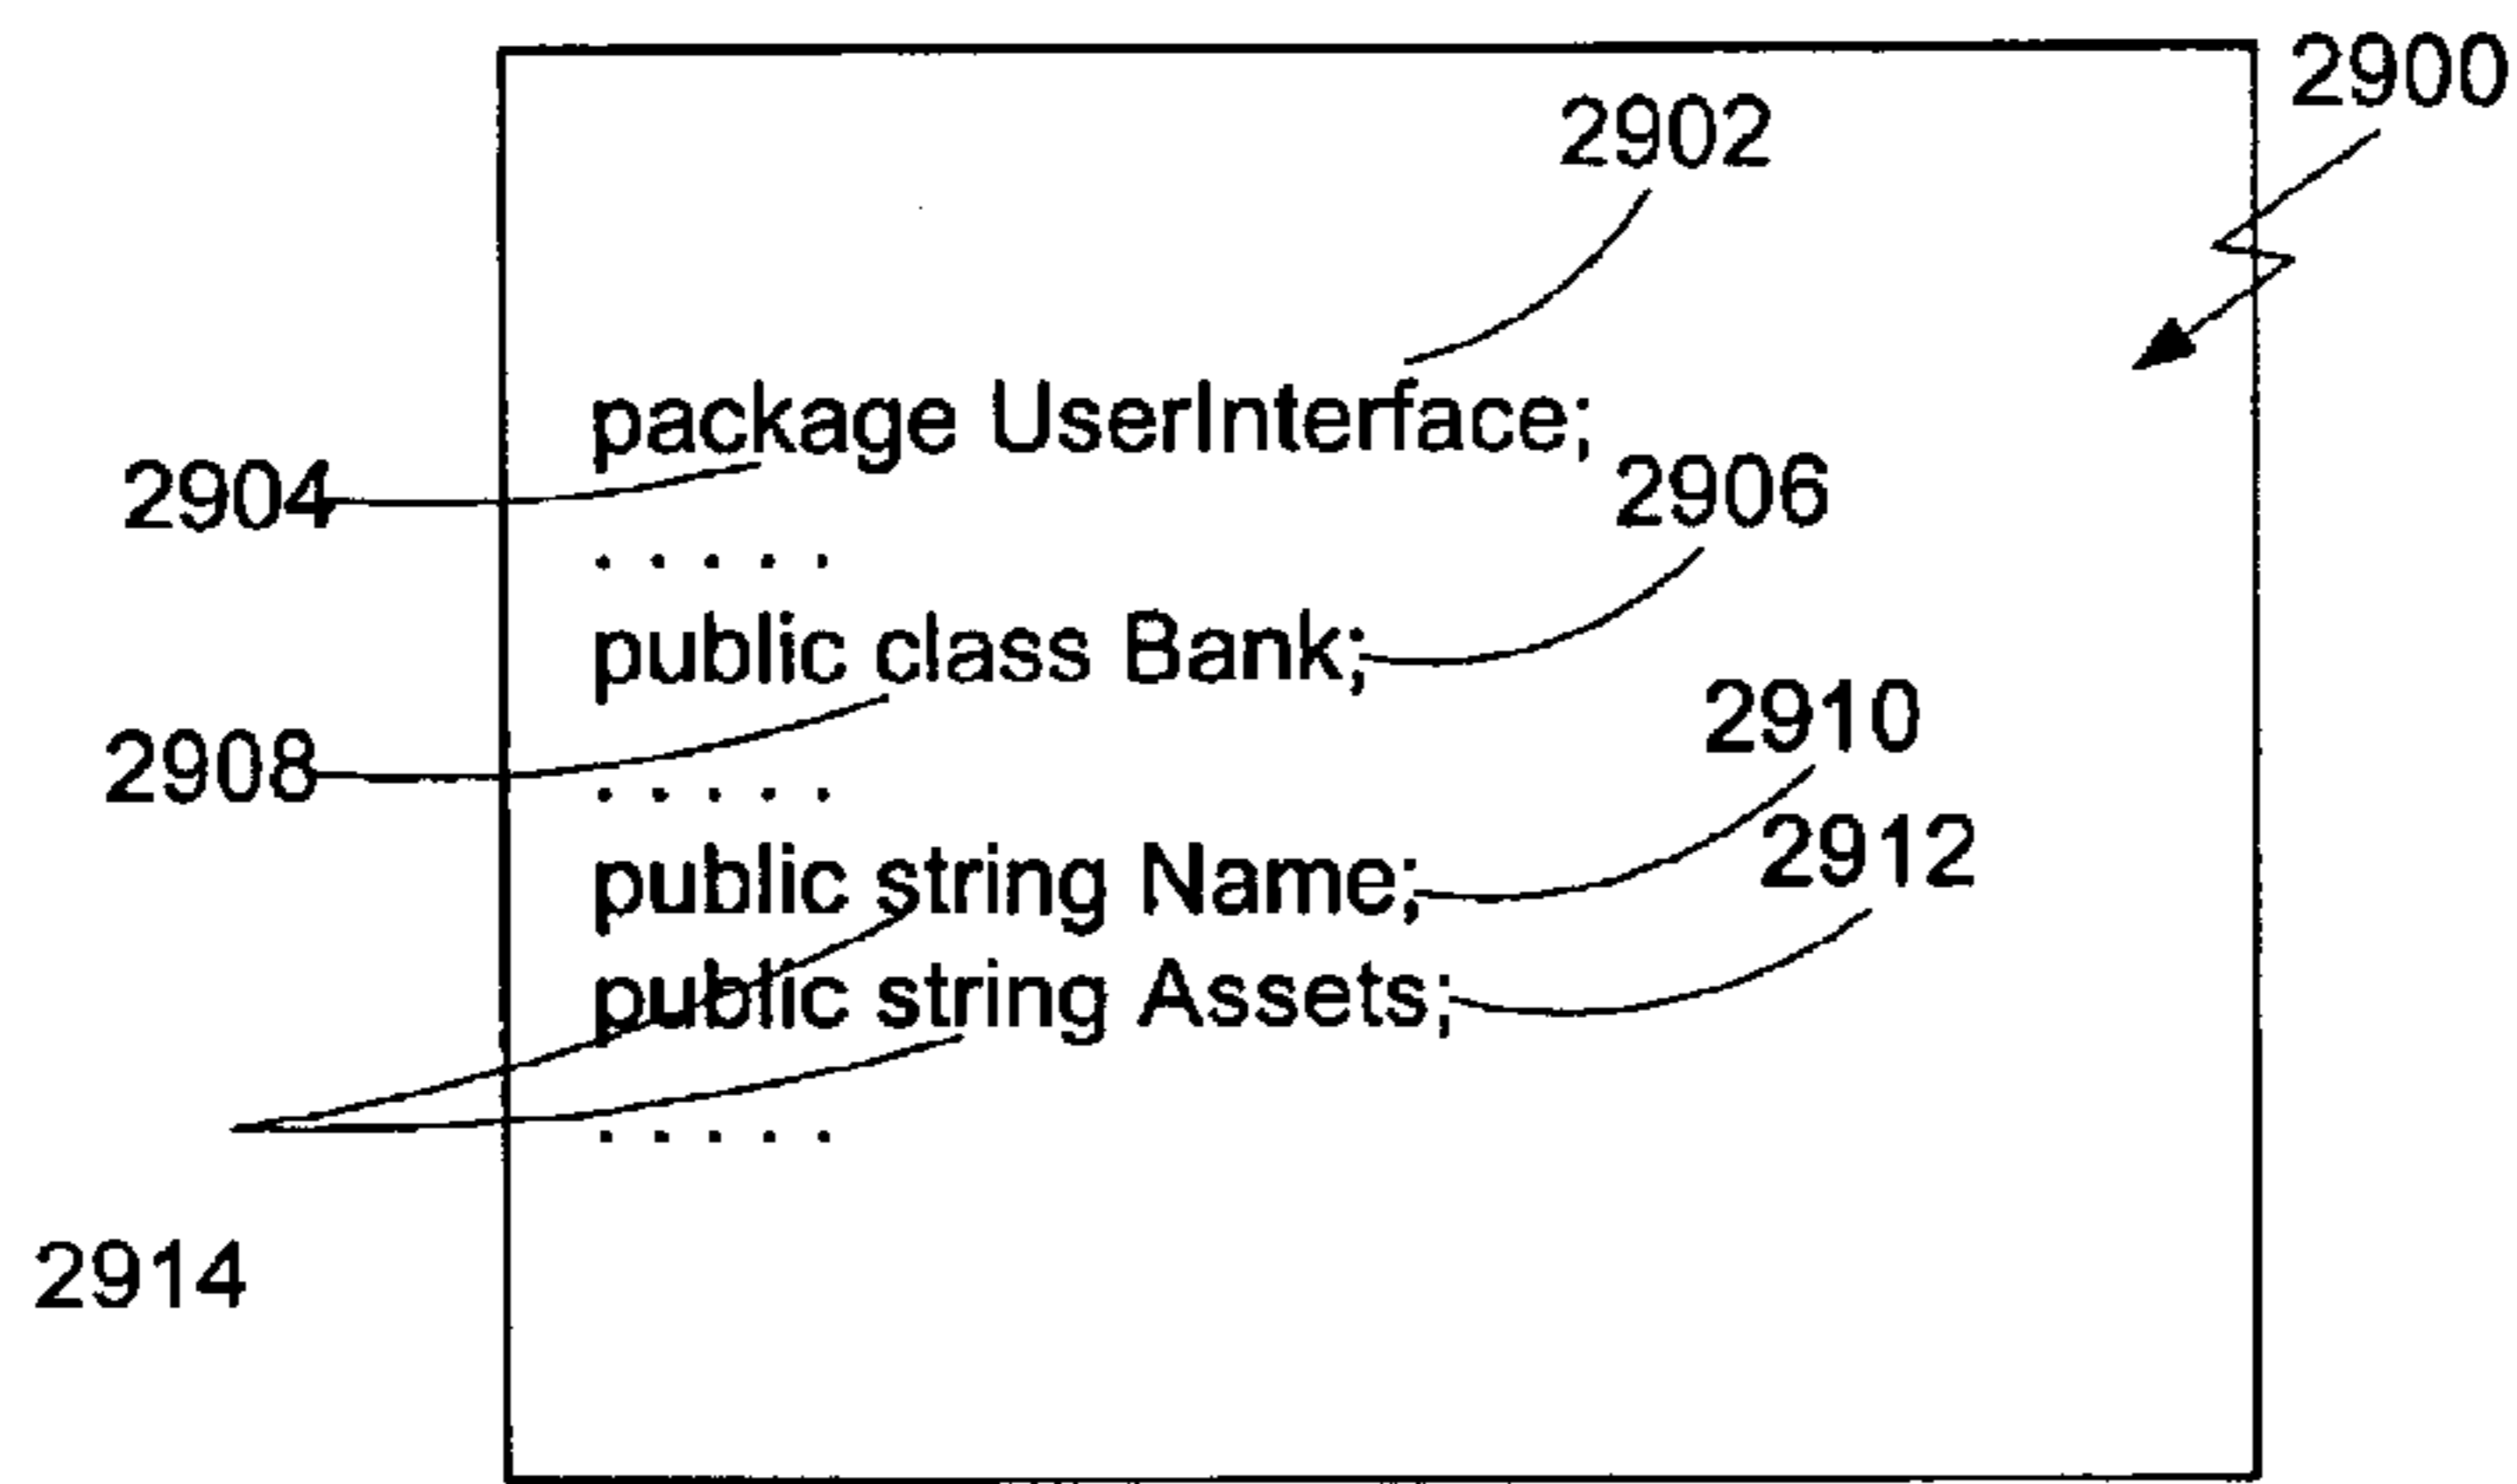 2900
2902
package UserInterface;
2904
2906
. . . . .
public class Bank;
2908
2910
. . . . .
2912
public string Name;
public string Assets;
. . . . .
2914